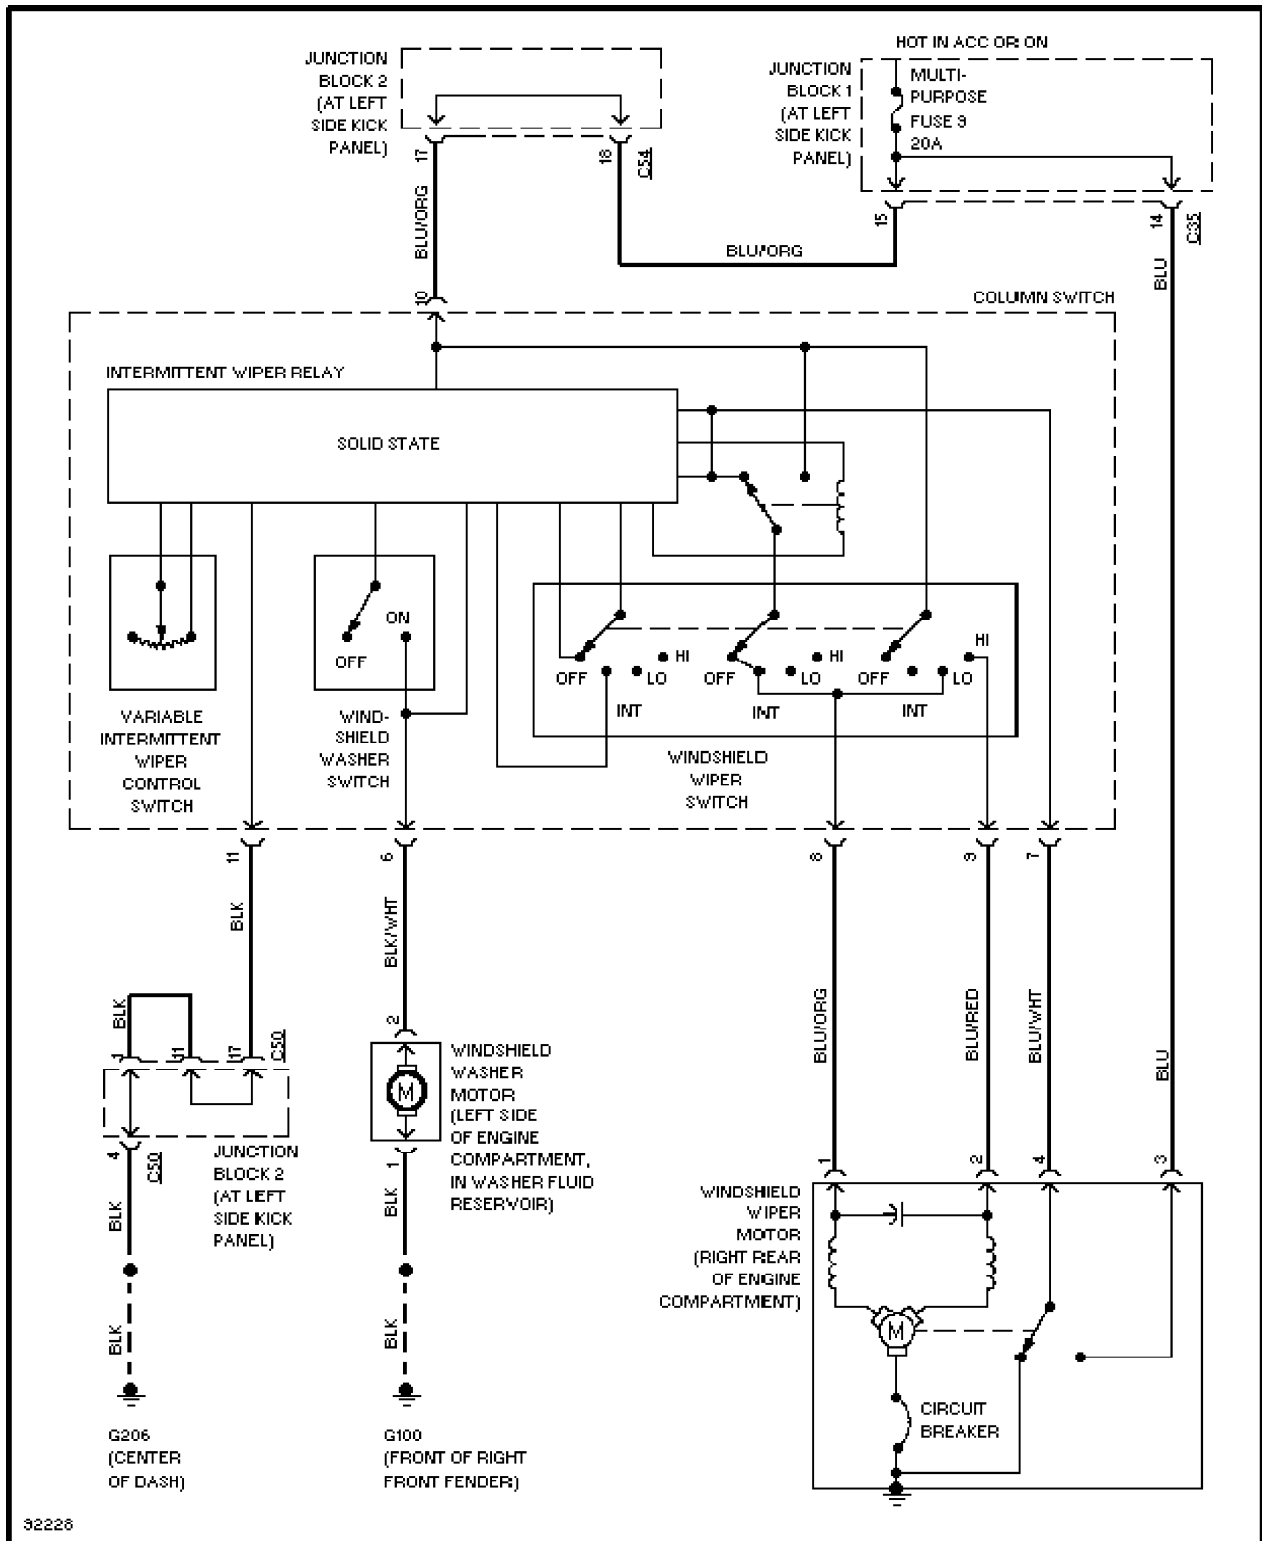 HOT IN ACC OR ON
JUNCTION
BLOCK 2
(AT LEFT
SIDE KICK
PANEL)
JUNCTION
BLOCK 1
(AT LEFT
SIDE KICK
PANEL)
MULTI-
PURPOSE
FUSE 9
20A
17
18
C54
15
14
C35
BLU/ORG
BLU/ORG
BLU
10
COLUMN SWITCH
INTERMITTENT WIPER RELAY
SOLID STATE
ON
OFF
HI
OFF
LO
INT
HI
OFF
LO
INT
HI
OFF
LO
INT
VARIABLE
INTERMITTENT
WIPER
CONTROL
SWITCH
WIND-
SHIELD
WASHER
SWITCH
WINDSHIELD
WIPER
SWITCH
11
6
8
9
7
BLK
BLK/WHT
BLU/ORG
BLU/RED
BLU/WHT
BLU
BLK
1
11
17
C50
2
WINDSHIELD
WASHER
MOTOR
(LEFT SIDE
OF ENGINE
COMPARTMENT,
IN WASHER FLUID
RESERVOIR)
M
4
C50
JUNCTION
BLOCK 2
(AT LEFT
SIDE KICK
PANEL)
1
1
2
4
3
BLK
BLK
WINDSHIELD
WIPER
MOTOR
(RIGHT REAR
OF ENGINE
COMPARTMENT)
M
BLK
BLK
CIRCUIT
BREAKER
G206
(CENTER
OF DASH)
G100
(FRONT OF RIGHT
FRONT FENDER)
92228